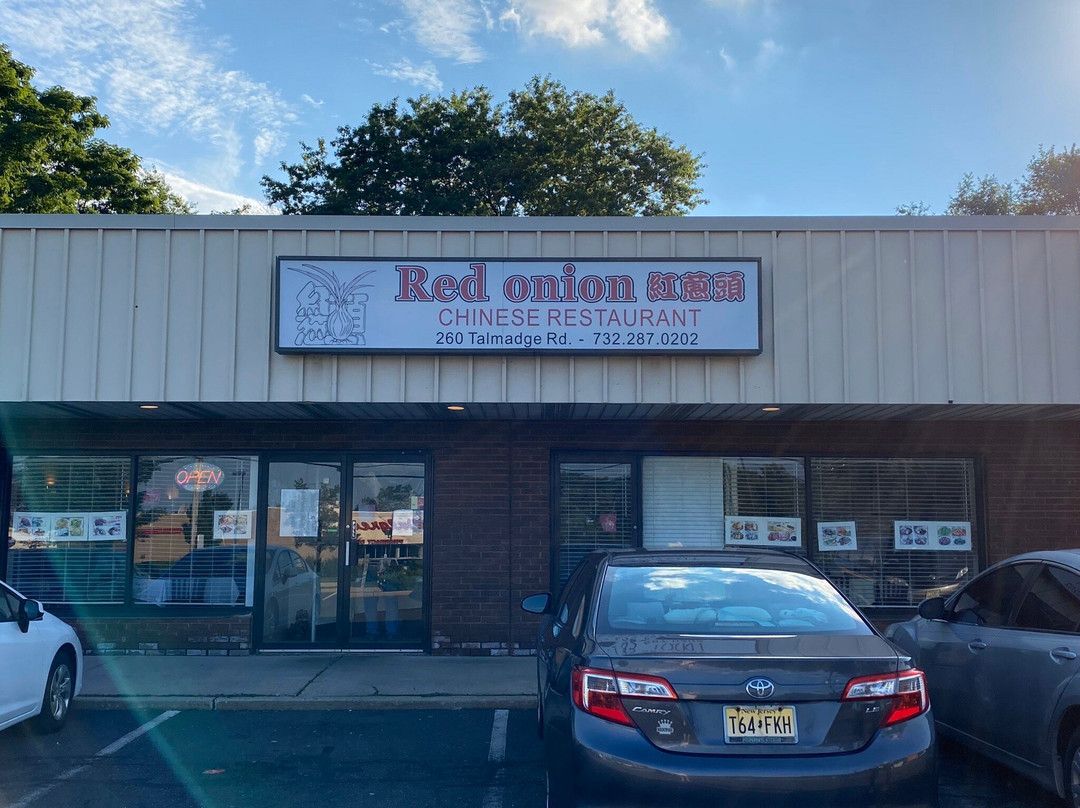 Red onion 紅蔥頭
CHINESE RESTAURANT
260 Talmadge Rd. - 732.287.0202
OPEN
CAMRY
LE
New Jersey
T64 FKH